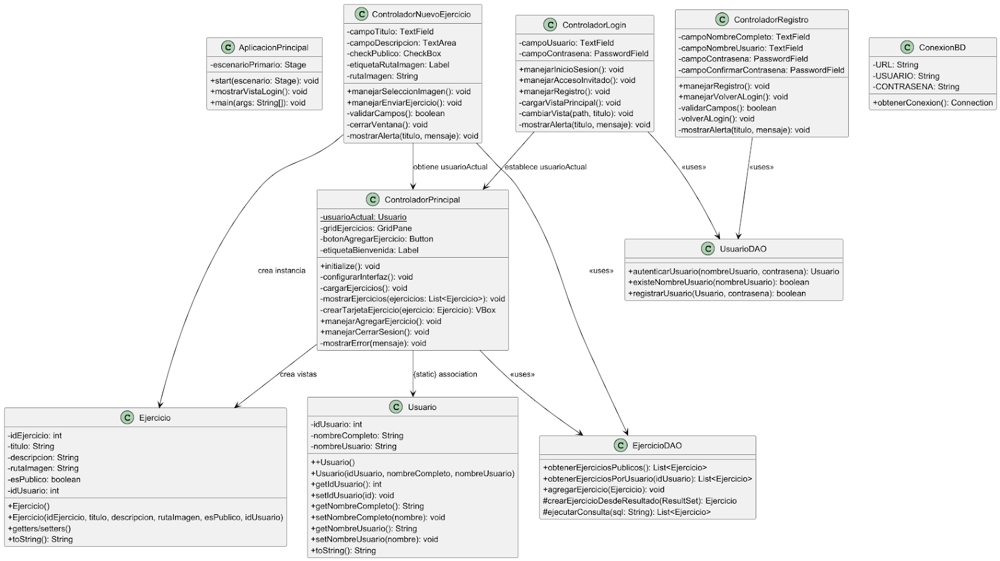 C ControladorNuevoEjercicio
-campoTitulo: TextField
-campoDescripcion: TextArea
-checkPublico: CheckBox
-etiquetaRutaImagen: Label
-rutaImagen: String
+manejarSeleccionImagen(): void
+manejarEnviarEjercicio(): void
-validarCampos(): boolean
-cerrarVentana(): void
-mostrarAlerta(titulo, mensaje): void
C ControladorLogin
-campoUsuario: TextField
-campoContrasena: PasswordField
+manejarInicioSesion(): void
+manejarAccesoInvitado(): void
+manejarRegistro(): void
-cargarVistaPrincipal(): void
-cambiarVista(path, titulo): void
-mostrarAlerta(titulo, mensaje): void
C ControladorRegistro
-campoNombreCompleto: TextField
-campoNombreUsuario: TextField
-campoContrasena: PasswordField
-campoConfirmarContrasena: PasswordField
+manejarRegistro(): void
+manejarVolverALogin(): void
-validarCampos(): boolean
-volverALogin(): void
-mostrarAlerta(titulo, mensaje): void
C AplicacionPrincipal
-escenarioPrimario: Stage
+start(escenario: Stage): void
+mostrarVistaLogin(): void
+main(args: String[]): void
C ConexionBD
-URL: String
-USUARIO: String
-CONTRASENA: String
+obtenerConexion(): Connection
obtiene usuarioActual
establece usuarioActual
«uses»
«uses»
C ControladorPrincipal
-usuarioActual: Usuario
-gridEjercicios: GridPane
-botonAgregarEjercicio: Button
-etiquetaBienvenida: Label
+initialize(): void
-configurarInterfaz(): void
-cargarEjercicios(): void
-mostrarEjercicios(ejercicios: List<Ejercicio>): void
-crearTarjetaEjercicio(ejercicio: Ejercicio): VBox
+manejarAgregarEjercicio(): void
+manejarCerrarSesion(): void
-mostrarError(mensaje): void
C UsuarioDAO
+autenticarUsuario(nombreUsuario, contrasena): Usuario
+existeNombreUsuario(nombreUsuario): boolean
+registrarUsuario(Usuario, contrasena): boolean
crea instancia
«uses»
crea vistas
{static} association
«uses»
C Ejercicio
-idEjercicio: int
-titulo: String
-descripcion: String
-rutaImagen: String
-esPublico: boolean
-idUsuario: int
+Ejercicio()
+Ejercicio(idEjercicio, titulo, descripcion, rutaImagen, esPublico, idUsuario)
+getters/setters()
+toString(): String
C Usuario
-idUsuario: int
-nombreCompleto: String
-nombreUsuario: String
++Usuario()
+Usuario(idUsuario, nombreCompleto, nombreUsuario)
+getIdUsuario(): int
+setIdUsuario(id): void
+getNombreCompleto(): String
+setNombreCompleto(nombre): void
+getNombreUsuario(): String
+setNombreUsuario(nombre): void
+toString(): String
C EjercicioDAO
+obtenerEjerciciosPublicos(): List<Ejercicio>
+obtenerEjerciciosPorUsuario(idUsuario): List<Ejercicio>
+agregarEjercicio(Ejercicio): void
#crearEjercicioDesdeResultado(ResultSet): Ejercicio
#ejecutarConsulta(sql: String): List<Ejercicio>